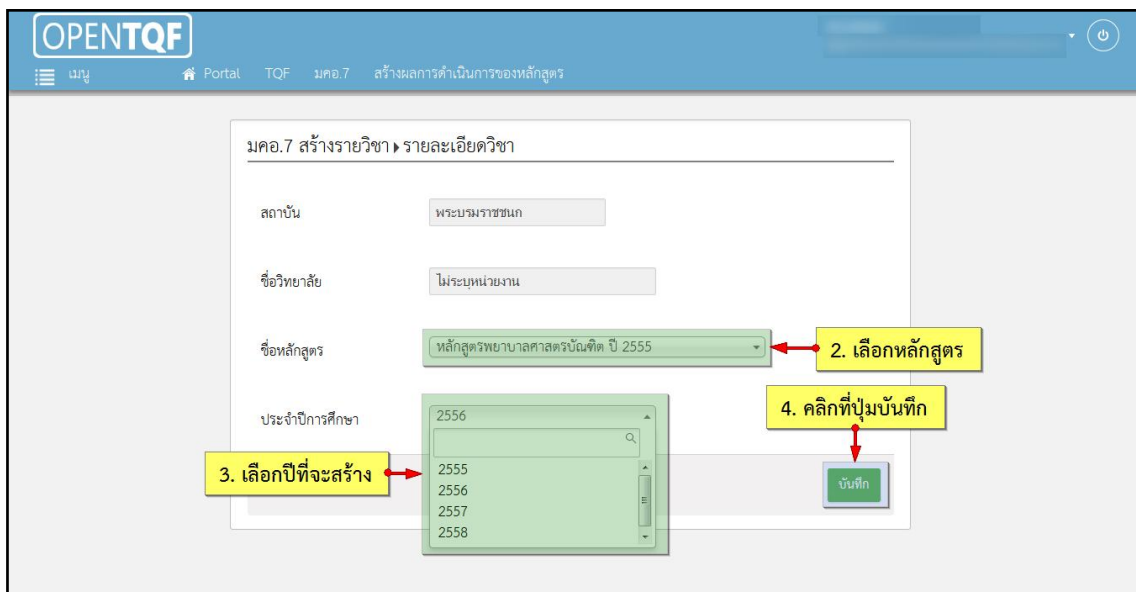 OPENTQF
เมนู
Portal TQF มคอ.7 สร้างผลการดำเนินการของหลักสูตร
มคอ.7 สร้างรายวิชา รายละเอียดวิชา
สถาบัน
พระบรมราชชนก
ชื่อวิทยาลัย
ไม่ระบุหน่วยงาน
ชื่อหลักสูตร
หลักสูตรพยาบาลศาสตรบัณฑิต ปี 2555
2. เลือกหลักสูตร
ประจำปีการศึกษา
2556
4. คลิกที่ปุ่มบันทึก
3. เลือกปีที่จะสร้าง
2555
2556
2557
2558
บันทึก